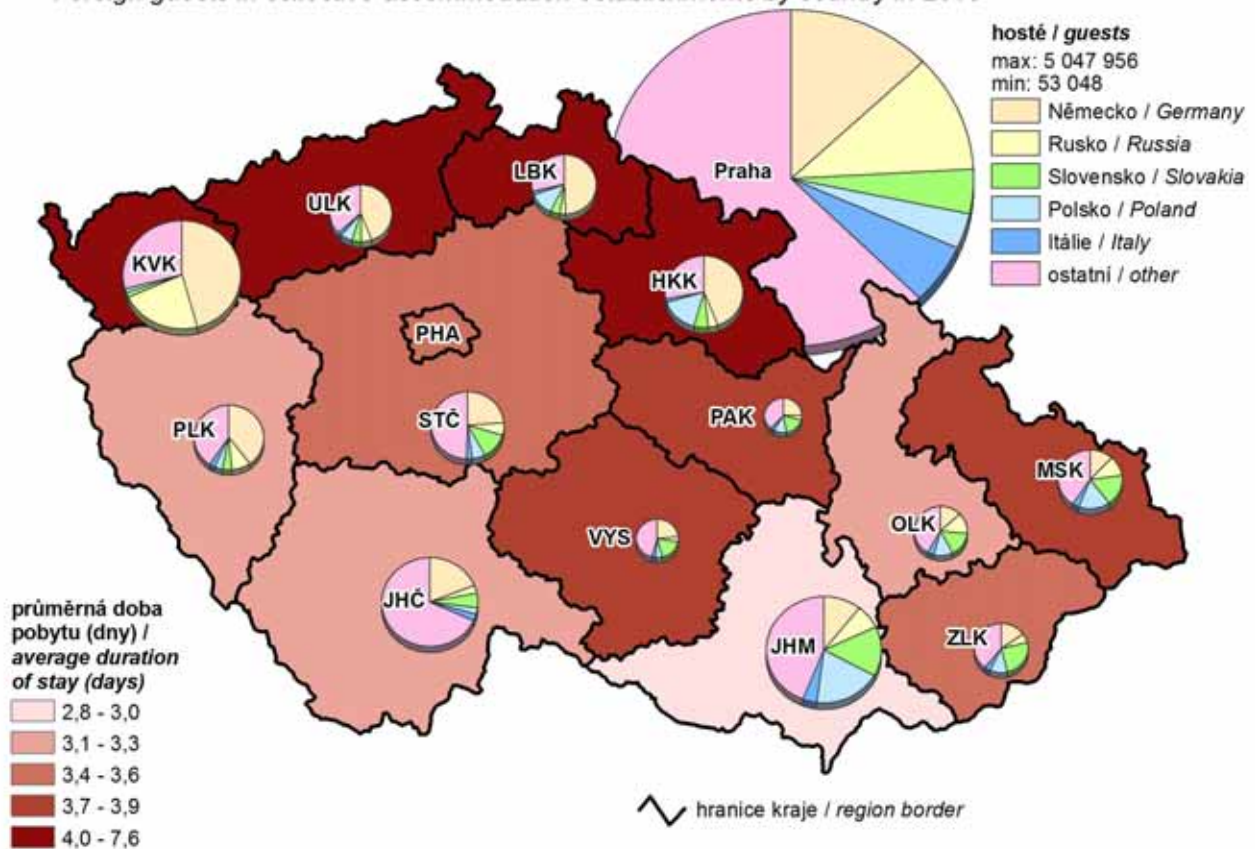 hosté / guests
max: 5 047 956
min: 53 048
Německo / Germany
Rusko / Russia
Slovensko / Slovakia
Polsko / Poland
Itálie / Italy
ostatní / other
Praha
LBK
ULK
KVK
HKK
PHA
PAK
STČ
PLK
MSK
OLK
VYS
JHČ
JHM
ZLK
průměrná doba
pobytu (dny) /
average duration
of stay (days)
2,8 - 3,0
3,1 - 3,3
3,4 - 3,6
3,7 - 3,9
4,0 - 7,6
hranice kraje / region border